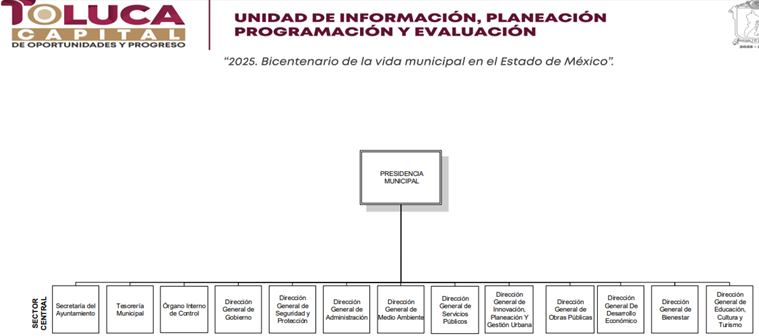 TOLUCA
CAPITAL
DE OPORTUNIDADES Y PROGRESO
UNIDAD DE INFORMACIÓN, PLANEACIÓN
PROGRAMACIÓN Y EVALUACIÓN
"2025. Bicentenario de la vida municipal en el Estado de México".
PRESIDENCIA
MUNICIPAL
SECTOR
CENTRAL
Secretaría del
Ayuntamiento
Tesorería
Municipal
Órgano Interno
de Control
Dirección
General de
Gobierno
Dirección
General de
Seguridad y
Protección
Dirección
General de
Administración
Dirección
General de
Medio Ambiente
Dirección
General de
Servicios
Públicos
Dirección
General de
Innovación,
Planeación Y
Gestión Urbana
Dirección
General de
Obras Públicas
Dirección
General De
Desarrollo
Económico
Dirección
General de
Bienestar
Dirección
General de
Educación,
Cultura y
Turismo